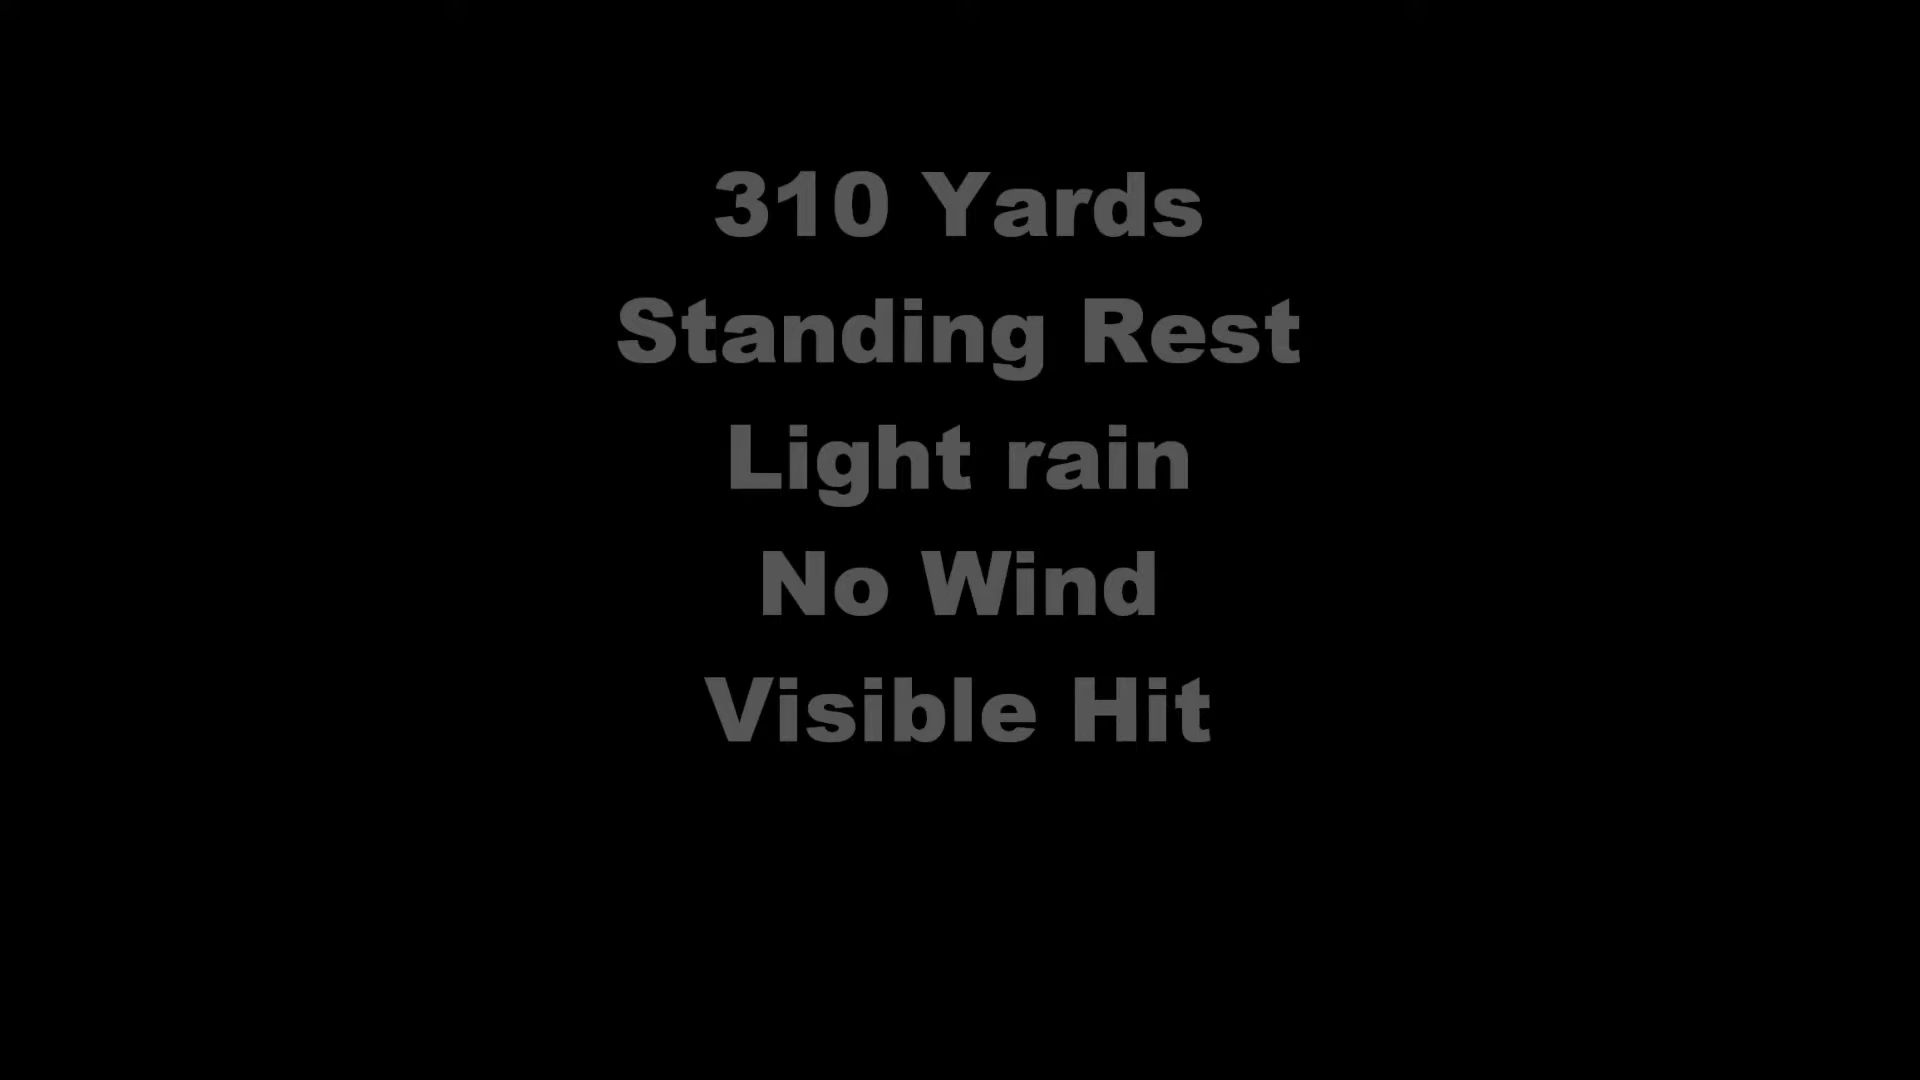 310 Yards
Standing Rest
Light rain
No Wind
Visible Hit